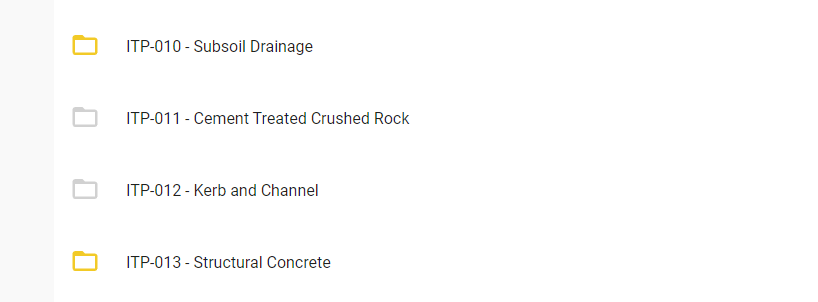 ITP-010 - Subsoil Drainage
ITP-011 - Cement Treated Crushed Rock
ITP-012 - Kerb and Channel
ITP-013 - Structural Concrete